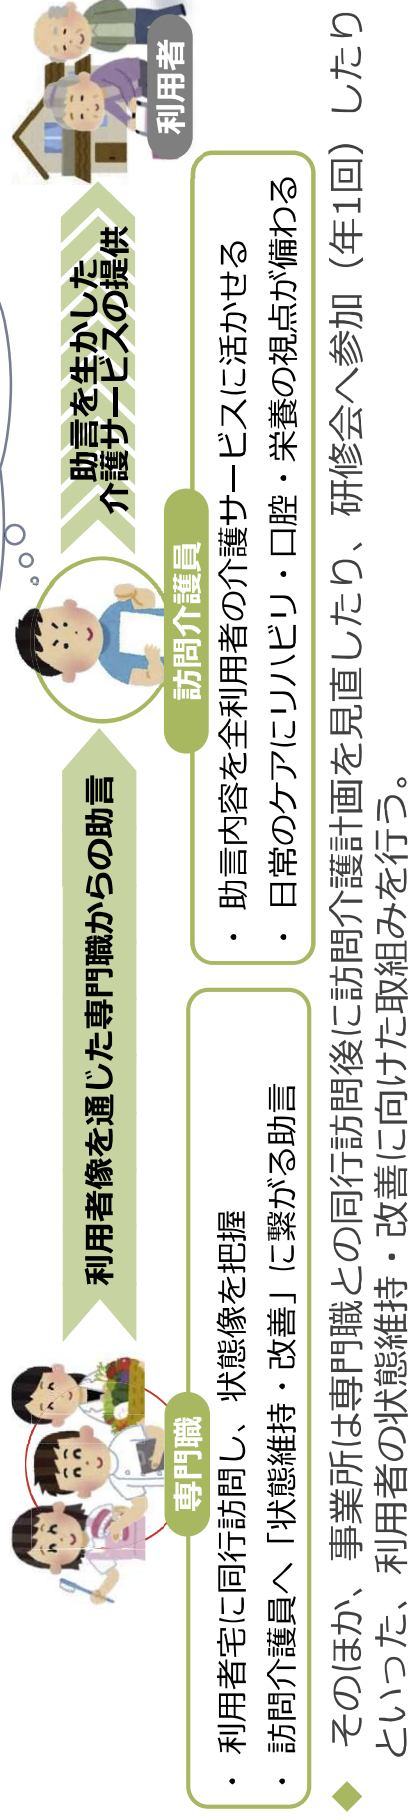 利用者像を通じた専門職からの助言
助言を生かした
介護サービスの提供
専門職
訪問介護員
利用者
・ 利用者宅に同行訪問し、状態像を把握
・ 訪問介護員へ「状態維持・改善」に繋がる助言
・ 助言内容を全利用者の介護サービスに活かせる
・ 日常のケアにリハビリ・口腔・栄養の視点が備わる
◆ そのほか、事業所は専門職との同行訪問後に訪問介護計画を見直したり、研修会へ参加（年1回）したり
といった、利用者の状態維持・改善に向けた取組みを行う。